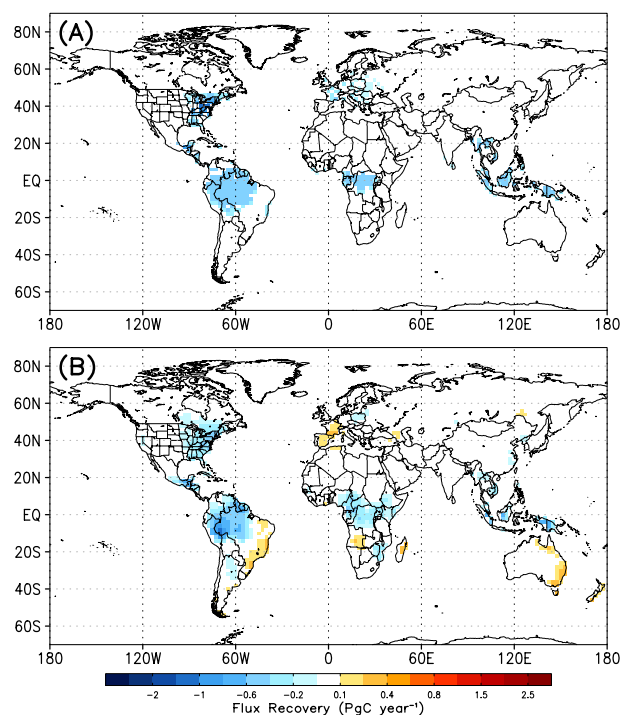 (A)
80N
60N
40N
20N
EQ
20S
40S
60S
180 120W 60W 0 60E 120E 180
(B)
80N
60N
40N
20N
EQ
20S
40S
60S
180 120W 60W 0 60E 120E 180
-2 -1 -0.6 -0.2 0.1 0.4 0.8 1.5 2.5
Flux Recovery (PgC year⁻¹)